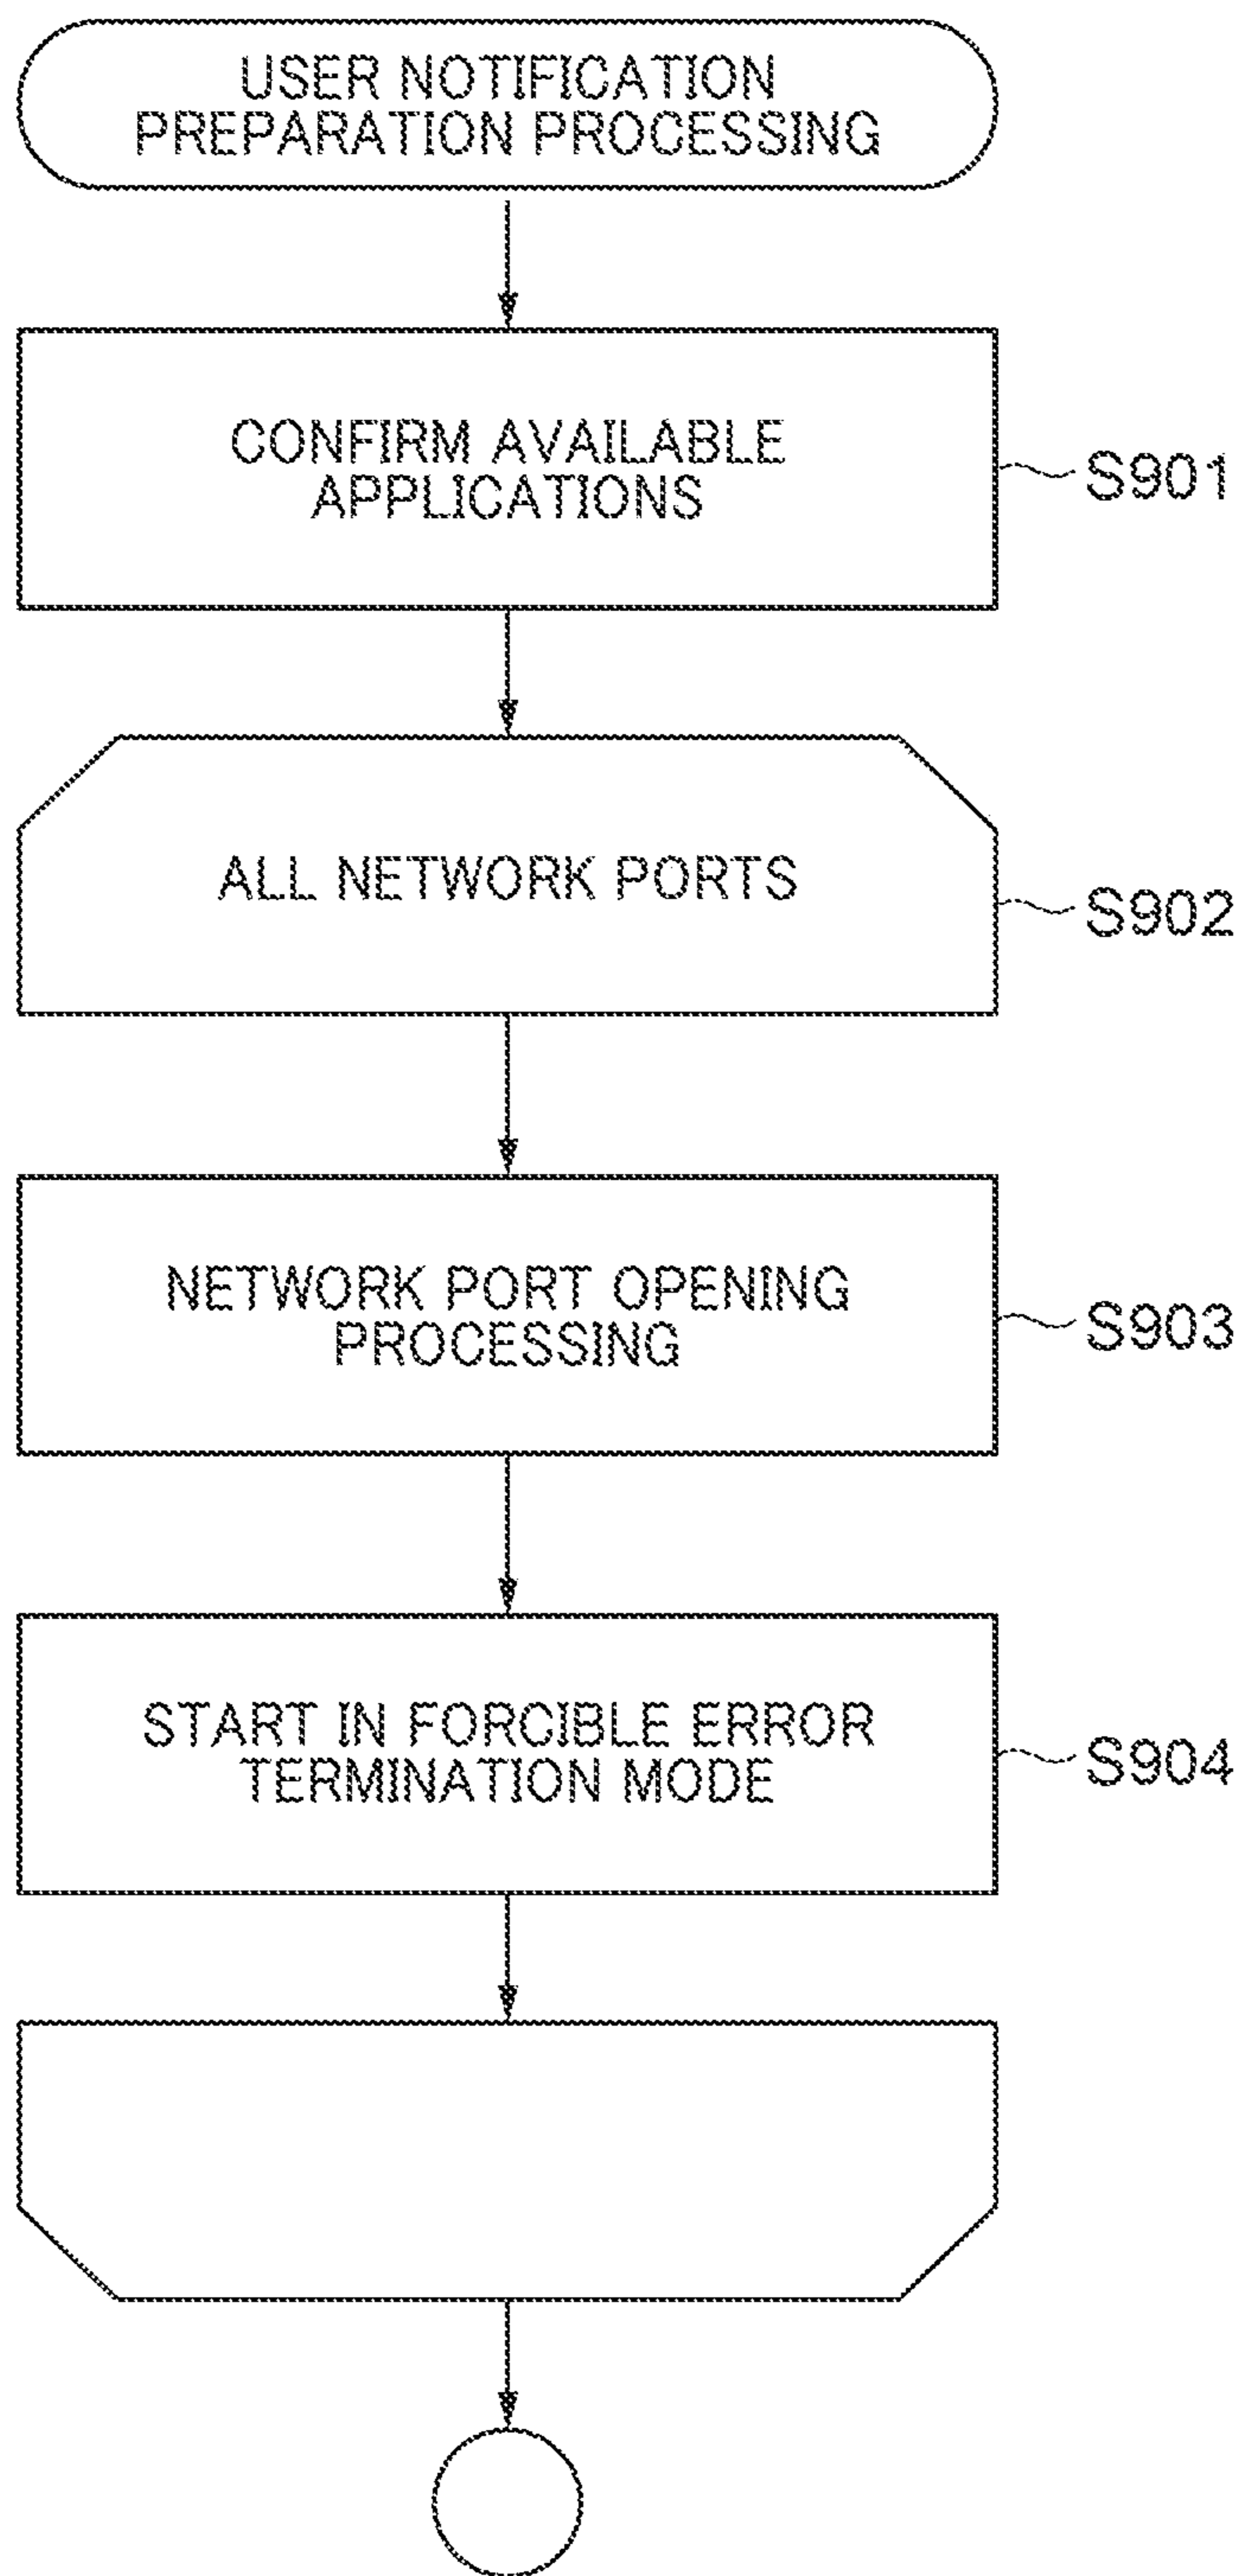 USER NOTIFICATION
PREPARATION PROCESSING
CONFIRM AVAILABLE
APPLICATIONS
S901
ALL NETWORK PORTS
S902
NETWORK PORT OPENING
PROCESSING
S903
START IN FORCIBLE ERROR
TERMINATION MODE
S904